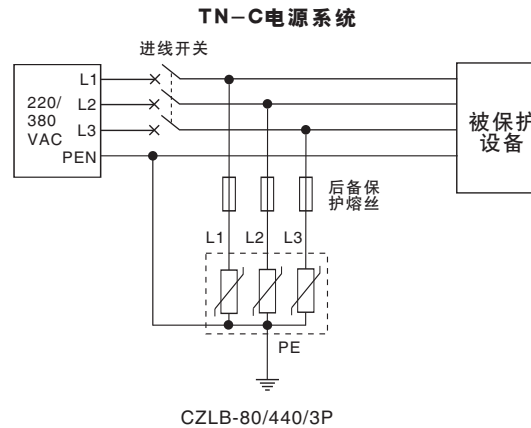 TN-C电源系统
进线开关
220/
380
VAC
L1
L2
L3
PEN
被保护
设备
后备保
护熔丝
L1
L2
L3
PE
CZLB-80/440/3P